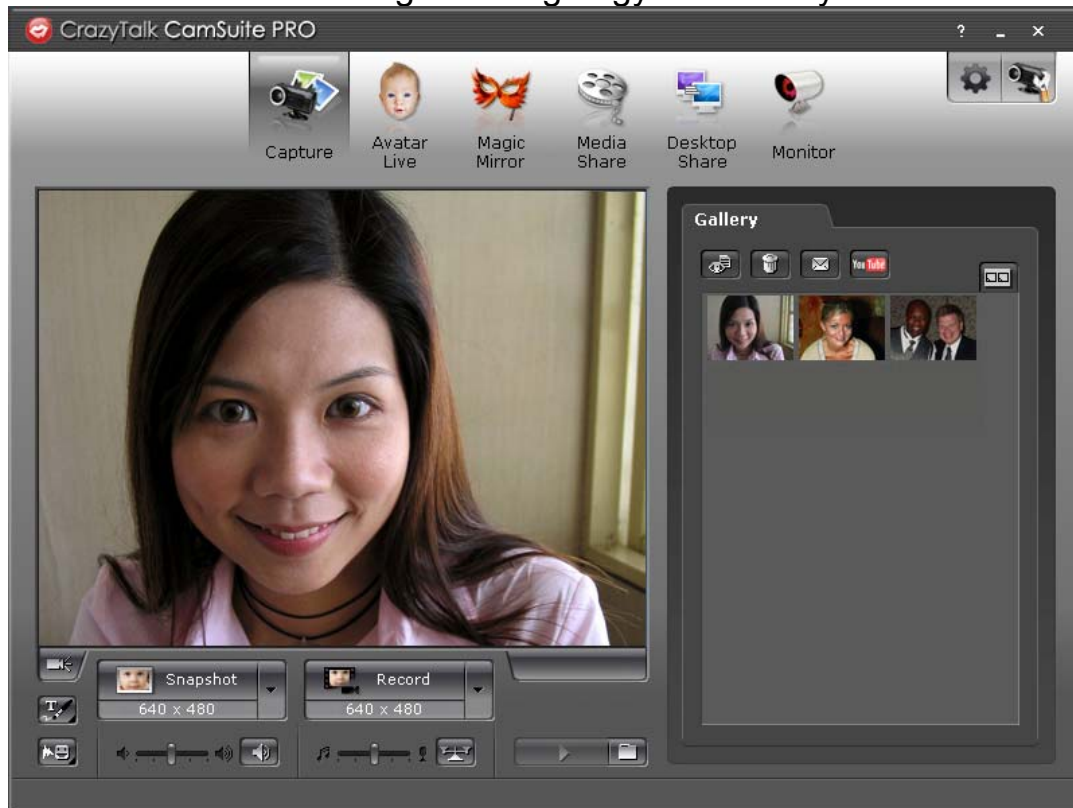 CrazyTalk CamSuite PRO
Capture
Avatar Live
Magic Mirror
Media Share
Desktop Share
Monitor
Gallery
You Tube
Snapshot
640 x 480
Record
640 x 480